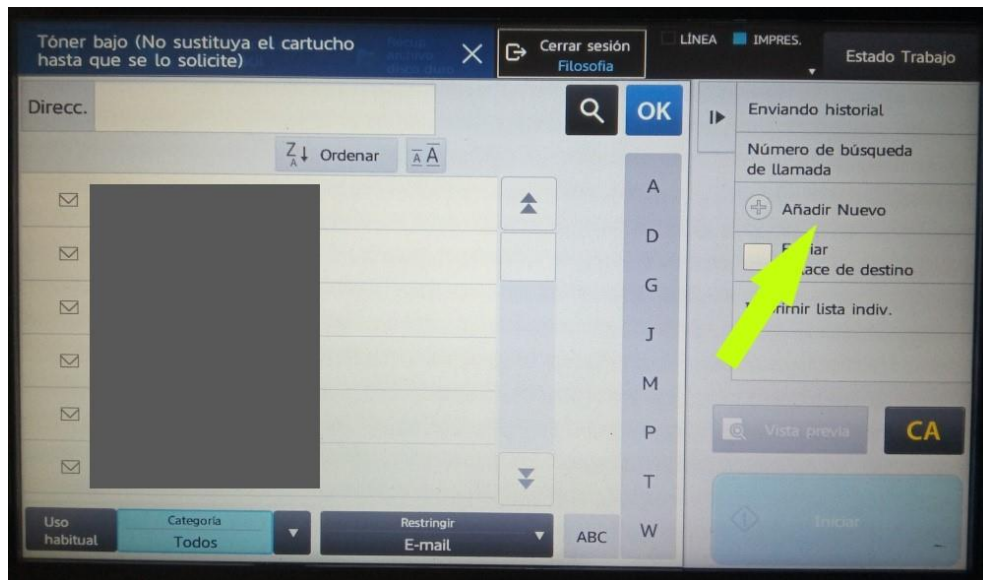 Tóner bajo (No sustituya el cartucho
hasta que se lo solicite)
Cerrar sesión
Filosofia
LÍNEA
IMPRES.
Estado Trabajo
Direcc.
OK
Enviando historial
Z
A
Ordenar
A A
Número de búsqueda
de llamada
A
Añadir Nuevo
D
de destino
G
lista indiv.
J
M
P
Vista previa
CA
T
Iniciar
W
Uso
habitual
Categoría
Todos
Restringir
E-mail
ABC